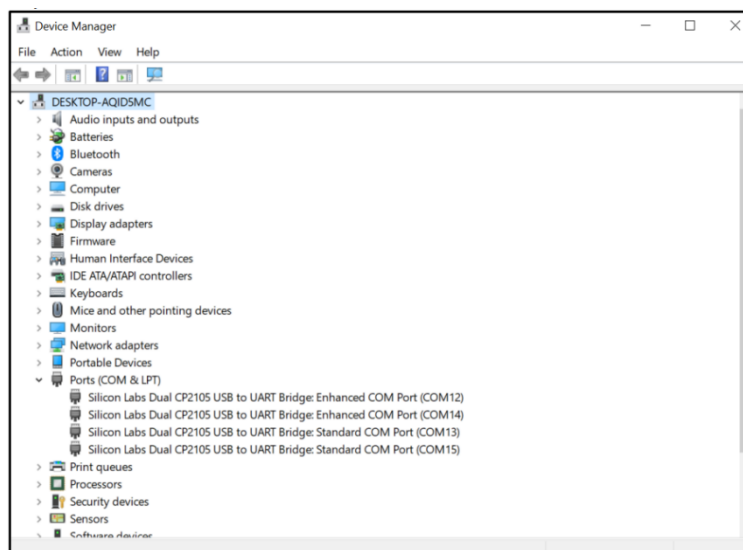 Device Manager
File Action View Help
DESKTOP-AQID5MC
Audio inputs and outputs
Batteries
Bluetooth
Cameras
Computer
Disk drives
Display adapters
Firmware
Human Interface Devices
IDE ATA/ATAPI controllers
Keyboards
Mice and other pointing devices
Monitors
Network adapters
Portable Devices
Ports (COM & LPT)
Silicon Labs Dual CP2105 USB to UART Bridge: Enhanced COM Port (COM12)
Silicon Labs Dual CP2105 USB to UART Bridge: Enhanced COM Port (COM14)
Silicon Labs Dual CP2105 USB to UART Bridge: Standard COM Port (COM13)
Silicon Labs Dual CP2105 USB to UART Bridge: Standard COM Port (COM15)
Print queues
Processors
Security devices
Sensors
Software devices